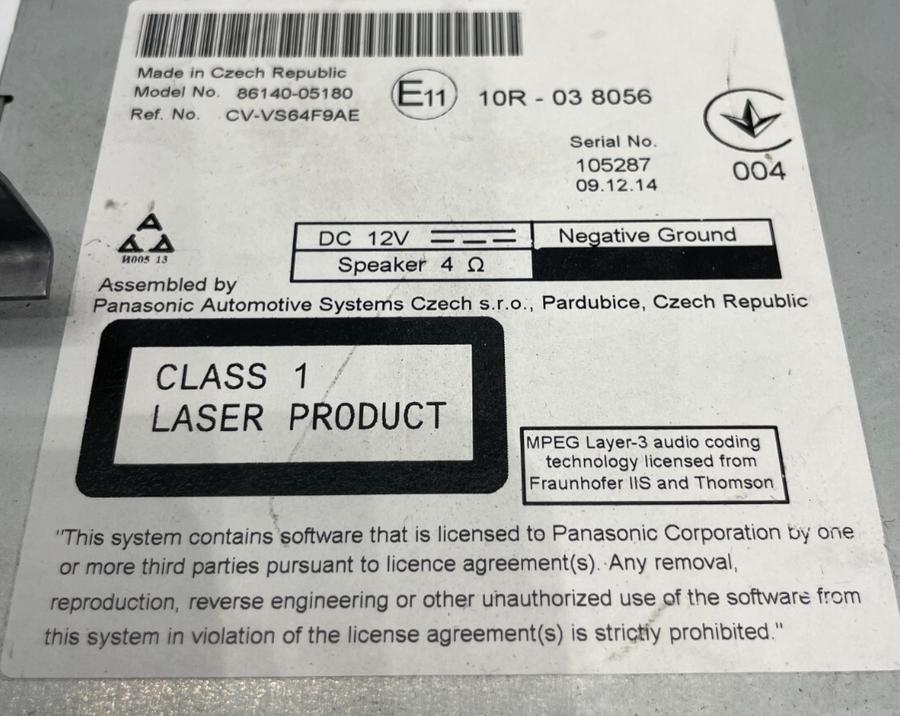 Made in Czech Republic
Model No. 86140-05180
Ref. No. CV-VS64F9AE
E11
10R - 03 8056
Serial No.
105287
09.12.14
004
И005 13
DC 12V
Negative Ground
Speaker 4 Ω
Assembled by
Panasonic Automotive Systems Czech s.r.o., Pardubice, Czech Republic
CLASS 1
LASER PRODUCT
MPEG Layer-3 audio coding
technology licensed from
Fraunhofer IIS and Thomson
"This system contains software that is licensed to Panasonic Corporation by one
or more third parties pursuant to licence agreement(s). Any removal,
reproduction, reverse engineering or other unauthorized use of the software from
this system in violation of the license agreement(s) is strictly prohibited."